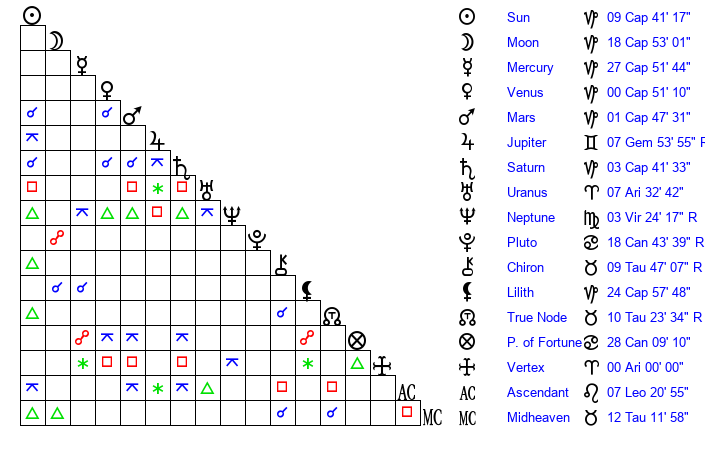 Sun 09 Cap 41' 17"
Moon 18 Cap 53' 01"
Mercury 27 Cap 51' 44"
Venus 00 Cap 51' 10"
Mars 01 Cap 47' 31"
Jupiter 07 Gem 53' 55" R
Saturn 03 Cap 41' 33"
Uranus 07 Ari 32' 42"
Neptune 03 Vir 24' 17" R
Pluto 18 Can 43' 39" R
Chiron 09 Tau 47' 07" R
Lilith 24 Cap 57' 48"
True Node 10 Tau 23' 34" R
P. of Fortune 28 Can 09' 10"
Vertex 00 Ari 00' 00"
AC AC Ascendant 07 Leo 20' 55"
MC MC Midheaven 12 Tau 11' 58"